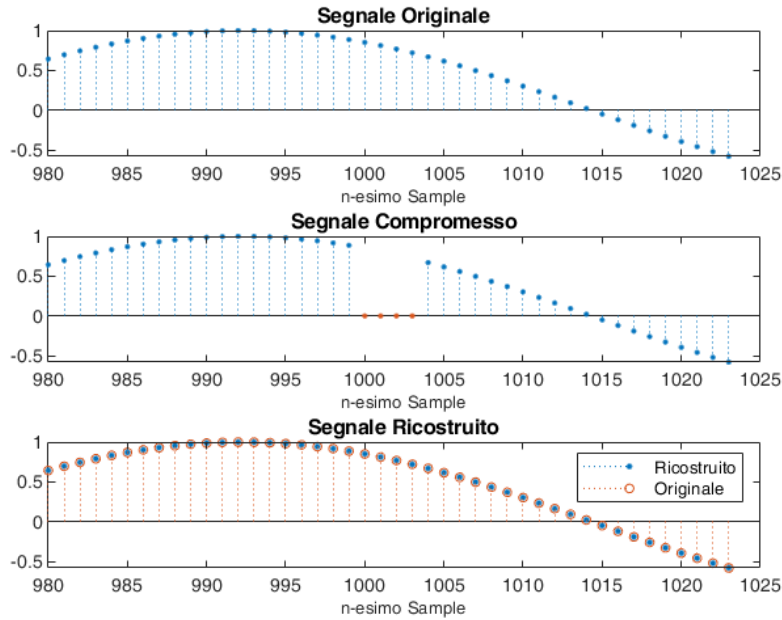 Segnale Originale
1
0.5
0
-0.5
980 985 990 995 1000 1005 1010 1015 1020 1025
n-esimo Sample
Segnale Compromesso
1
0.5
0
-0.5
980 985 990 995 1000 1005 1010 1015 1020 1025
n-esimo Sample
Segnale Ricostruito
1
0.5
0
-0.5
Ricostruito
Originale
980 985 990 995 1000 1005 1010 1015 1020 1025
n-esimo Sample